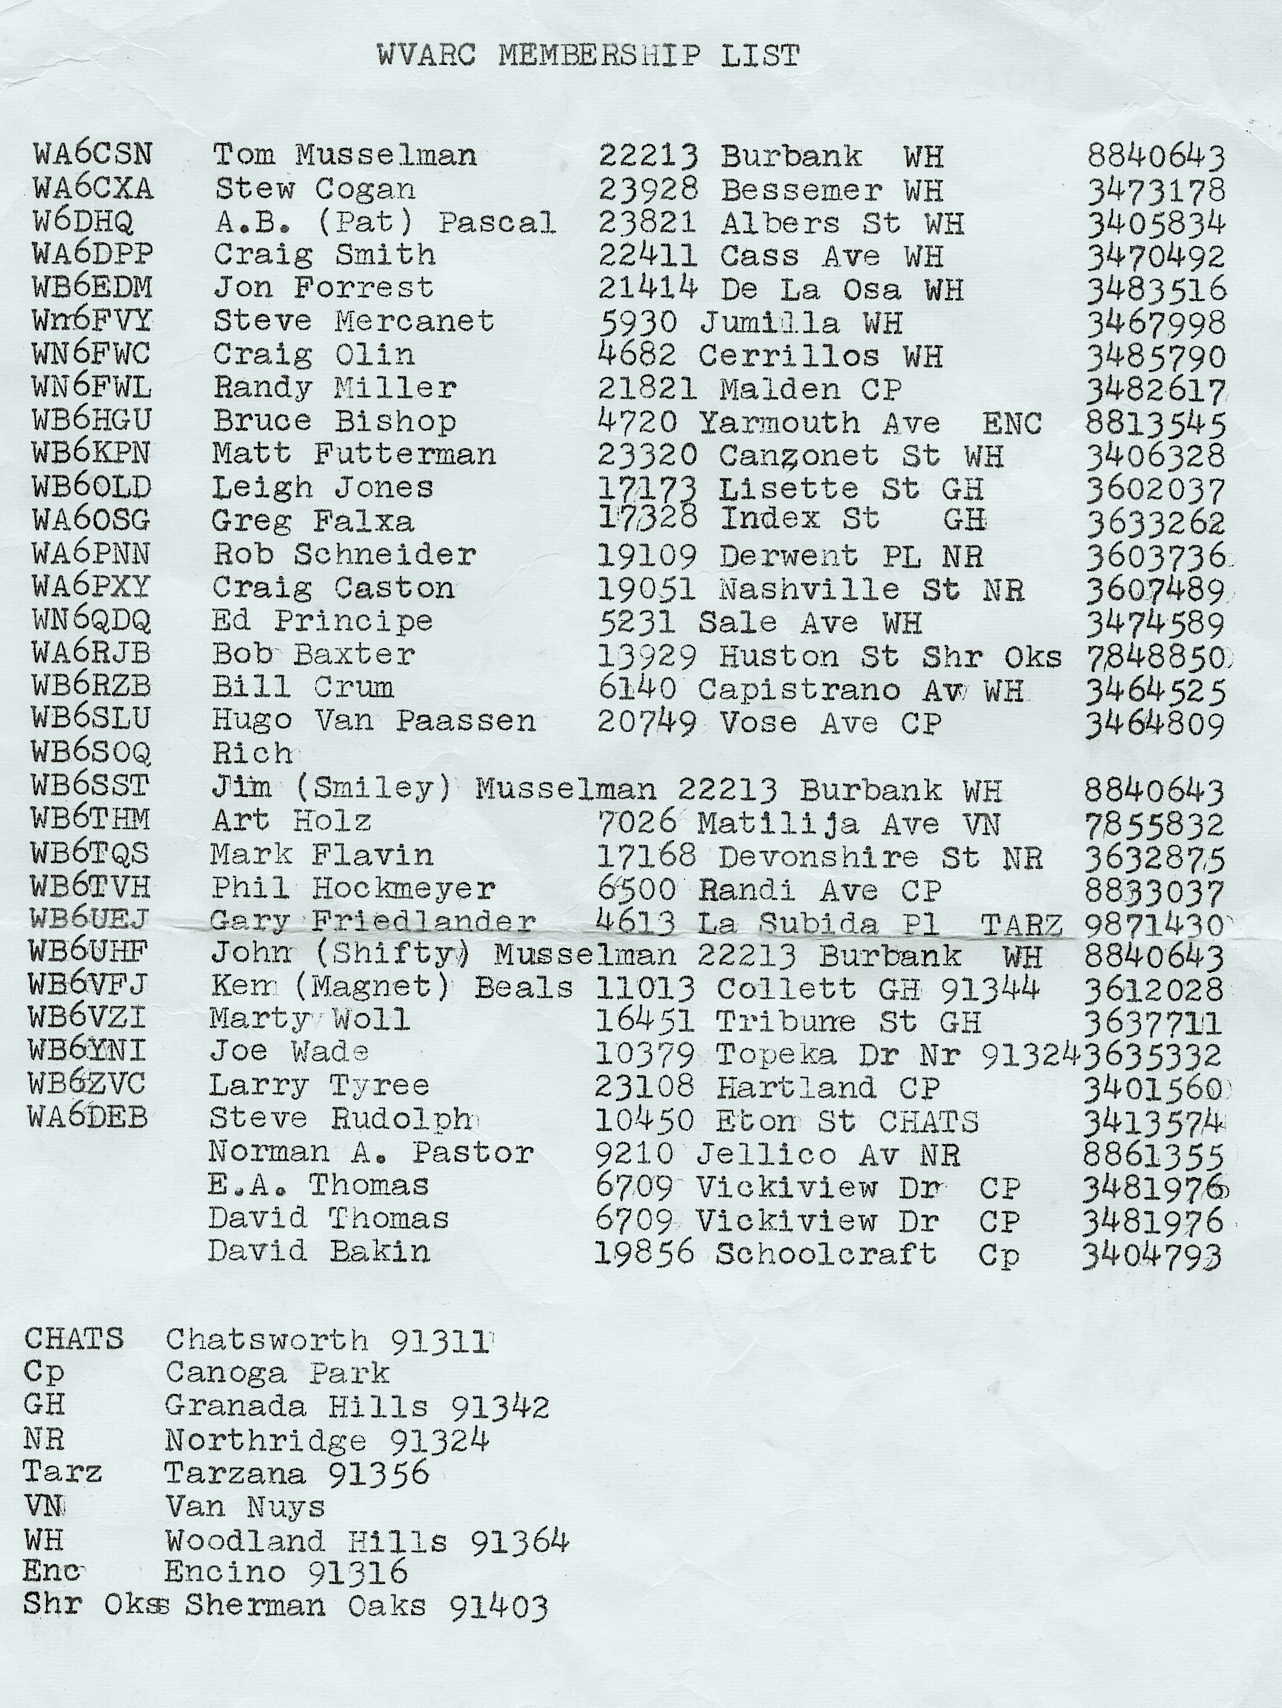 WVARC MEMBERSHIP LIST
WA6CSN Tom Musselman 22213 Burbank WH 8840643
WA6CXA Stew Cogan 23928 Bessemer WH 3473178
W6DHQ A.B. (Pat) Pascal 23821 Albers St WH 3405834
WA6DPP Craig Smith 22411 Cass Ave WH 3470492
WB6EDM Jon Forrest 21414 De La Osa WH 3483516
Wn6FVY Steve Mercanet 5930 Jumilla WH 3467998
WN6FWC Craig Olin 4682 Cerrillos WH 3485790
WN6FWL Randy Miller 21821 Malden CP 3482617
WB6HGU Bruce Bishop 4720 Yarmouth Ave ENC 8813545
WB6KPN Matt Futterman 23320 Canzonet St WH 3406328
WB6OLD Leigh Jones 17173 Lisette St GH 3602037
WA6OSG Greg Falxa 17328 Index St GH 3633262
WA6PNN Rob Schneider 19109 Derwent PL NR 3603736
WA6PXY Craig Caston 19051 Nashville St NR 3607489
WN6QDQ Ed Principe 5231 Sale Ave WH 3474589
WA6RJB Bob Baxter 13929 Huston St Shr Oks 7848850
WB6RZB Bill Crum 6140 Capistrano Av WH 3464525
WB6SLU Hugo Van Paassen 20749 Vose Ave CP 3464809
WB6SOQ Rich
WB6SST Jim (Smiley) Musselman 22213 Burbank WH 8840643
WB6THM Art Holz 7026 Matilija Ave VN 7855832
WB6TQS Mark Flavin 17168 Devonshire St NR 3632875
WB6TVH Phil Hockmeyer 6500 Randi Ave CP 8833037
WB6UEJ Gary Friedlander 4613 La Subida Pl TARZ 9871430
WB6UHF John (Shifty) Musselman 22213 Burbank WH 8840643
WB6VFJ Ken (Magnet) Beals 11013 Collett GH 91344 3612028
WB6VZI Marty Woll 16451 Tribune St GH 3637711
WB6YNI Joe Wade 10379 Topeka Dr Nr 91324 3635332
WB6ZVC Larry Tyree 23108 Hartland CP 3401560
WA6DEB Steve Rudolph 10450 Eton St CHATS 3413574
Norman A. Pastor 9210 Jellico Av NR 8861355
E.A. Thomas 6709 Vickiview Dr CP 3481976
David Thomas 6709 Vickiview Dr CP 3481976
David Bakin 19856 Schoolcraft Cp 3404793
CHATS Chatsworth 91311
Cp Canoga Park
GH Granada Hills 91342
NR Northridge 91324
Tarz Tarzana 91356
VN Van Nuys
WH Woodland Hills 91364
Enc Encino 91316
Shr Oks Sherman Oaks 91403